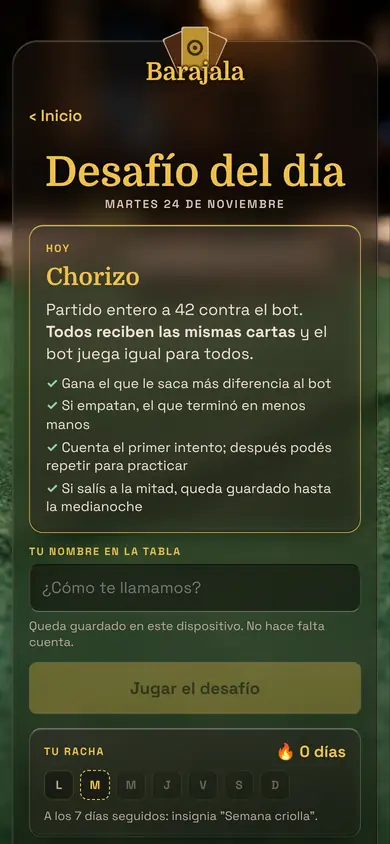 Barajala
< Inicio
Desafío del día
MARTES 24 DE NOVIEMBRE
HOY
Chorizo
Partido entero a 42 contra el bot.
Todos reciben las mismas cartas y el
bot juega igual para todos.
✓ Gana el que le saca más diferencia al bot
✓ Si empatan, el que terminó en menos
manos
✓ Cuenta el primer intento; después podés
repetir para practicar
✓ Si salís a la mitad, queda guardado hasta
la medianoche
TU NOMBRE EN LA TABLA
¿Cómo te llamamos?
Queda guardado en este dispositivo. No hace falta
cuenta.
Jugar el desafío
TU RACHA 🔥 0 días
L M M J V S D
A los 7 días seguidos: insignia "Semana criolla".